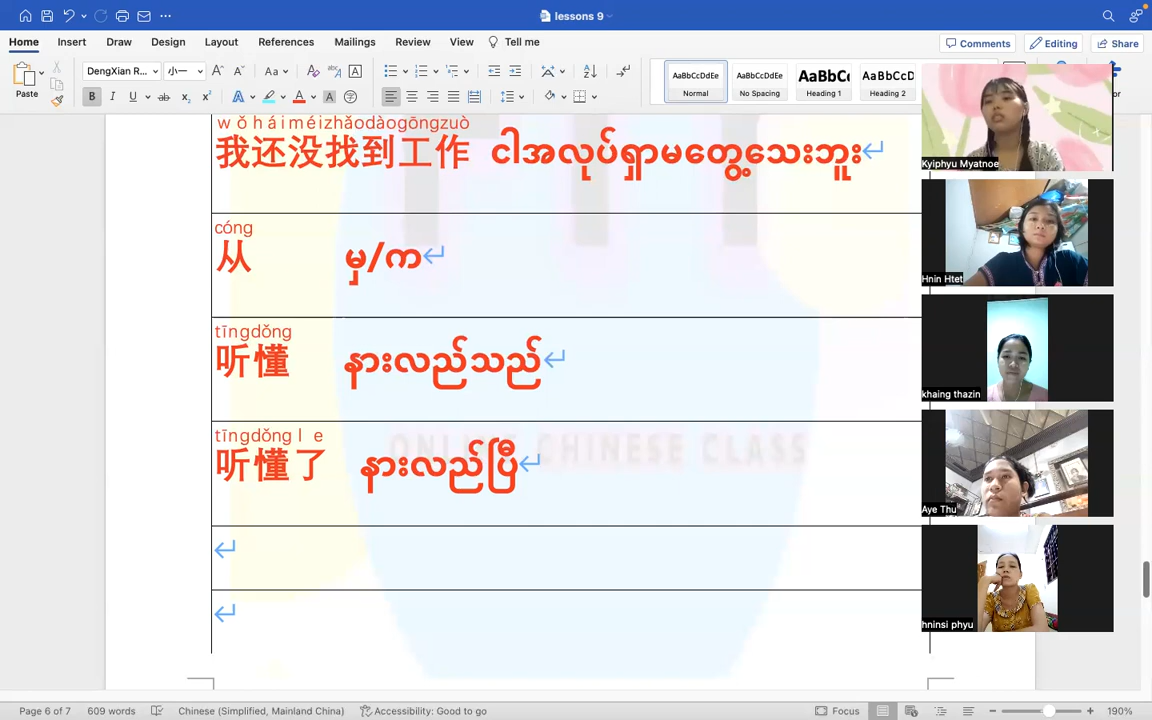 lessons 9
Home Insert Draw Design Layout References Mailings Review View Tell me
Comments Editing Share
Paste
DengXian R... 小一
AaBbCcDdEe AaBbCcDdEe AaBbC AaBbCcD
Normal No Spacing Heading 1 Heading 2
wǒháiméizhǎodàogōngzuò
我还没找到工作 ငါအလုပ်ရှာမတွေ့သေးဘူး
cóng
从 မှ/က
tīngdǒng
听懂 နားလည်သည်
tīngdǒng le
听懂了 နားလည်ပြီ
ONLINE CHINESE CLASS
Kyiphyu Myatnoe
Hnin Htet
khaing thazin
Aye Thu
hninsi phyu
Page 6 of 7 609 words Chinese (Simplified, Mainland China) Accessibility: Good to go Focus 190%